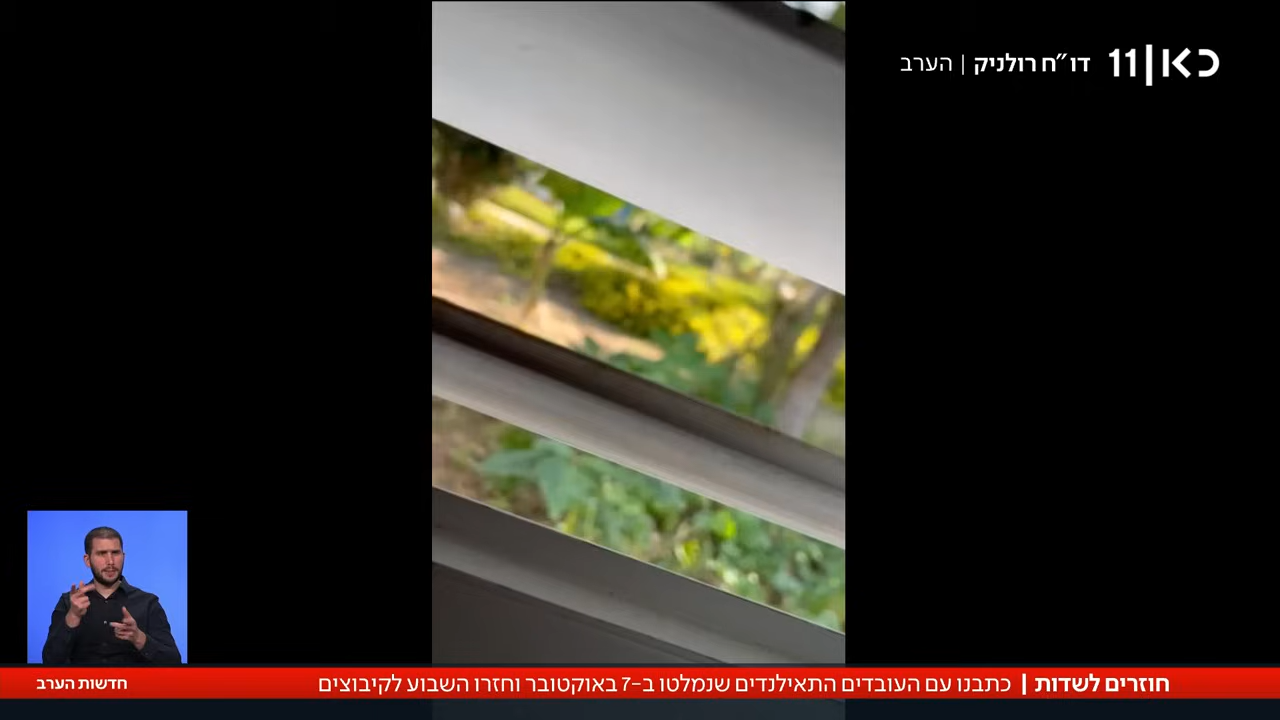 כאן|11 דו״ח רולניק | הערב
חוזרים לשדות | כתבנו עם העובדים התאילנדים שנמלטו ב-7 באוקטובר וחזרו השבוע לקיבוצים
חדשות הערב